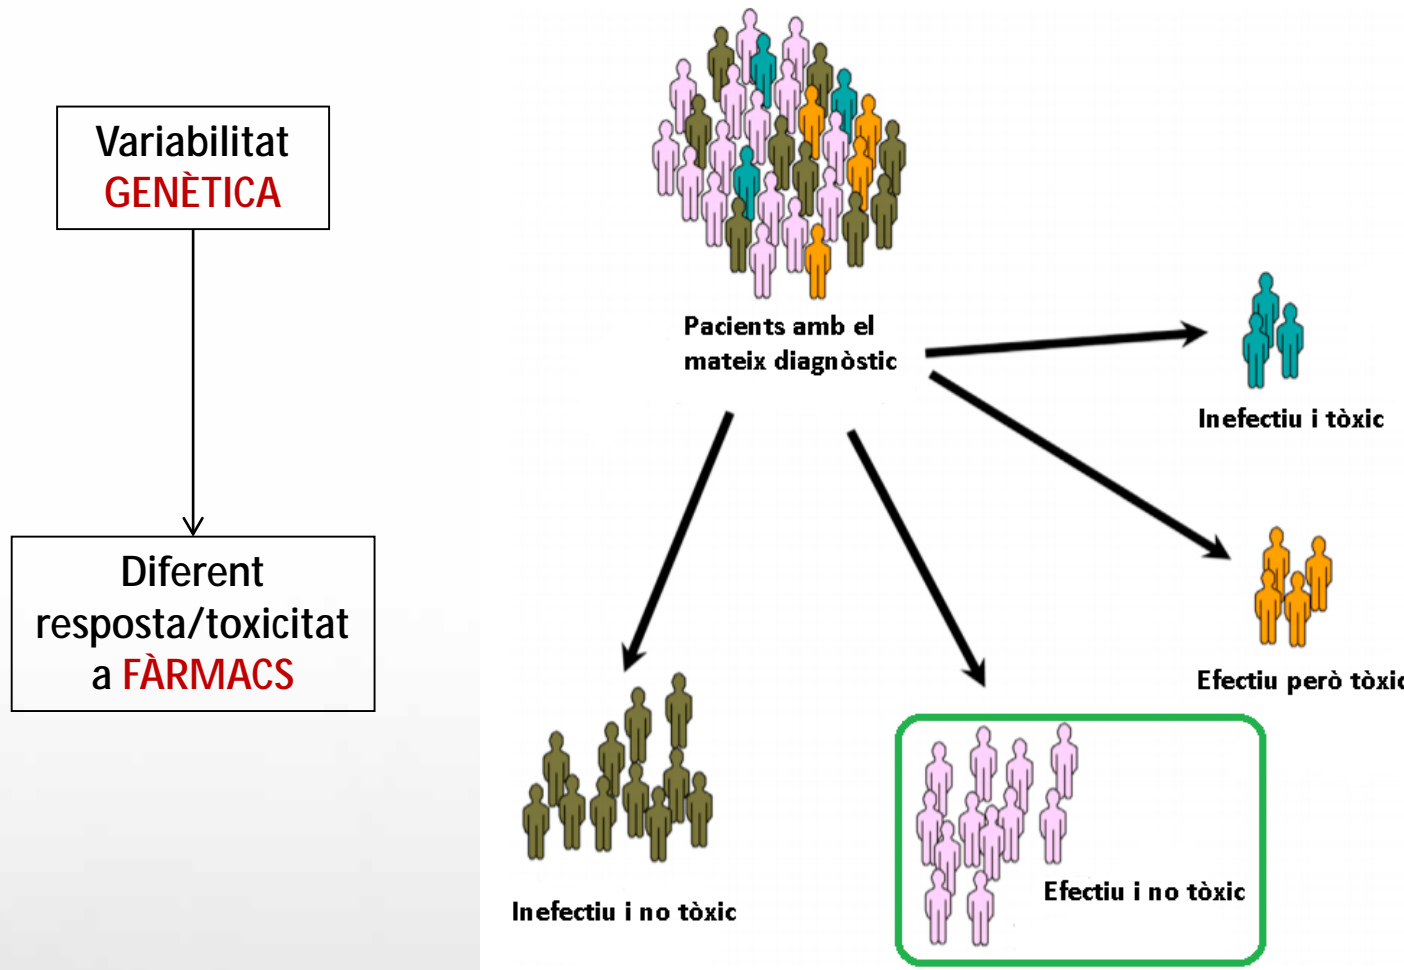 Variabilitat
GENÈTICA
Diferent
resposta/toxicitat
a FÀRMACS
Pacients amb el
mateix diagnòstic
Inefectiu i tòxic
Efectiu però tòxic
Inefectiu i no tòxic
Efectiu i no tòxic